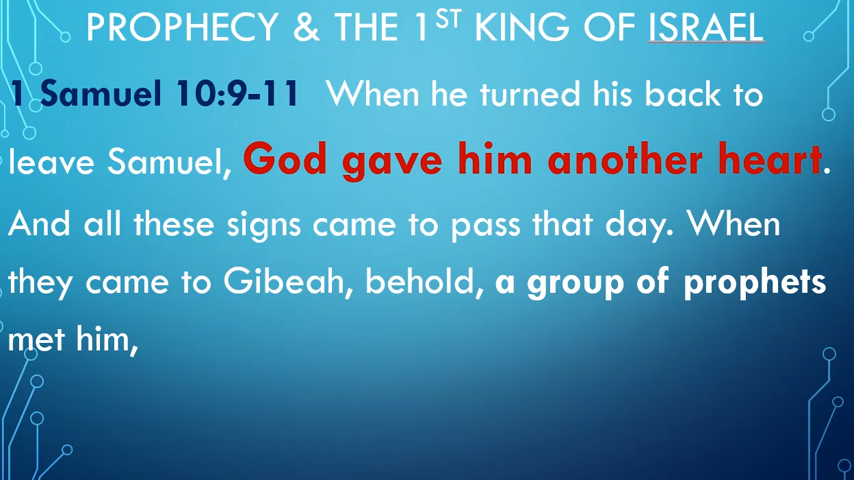 PROPHECY & THE 1ST KING OF ISRAEL
1 Samuel 10:9-11 When he turned his back to
leave Samuel, God gave him another heart.
And all these signs came to pass that day. When
they came to Gibeah, behold, a group of prophets
met him,